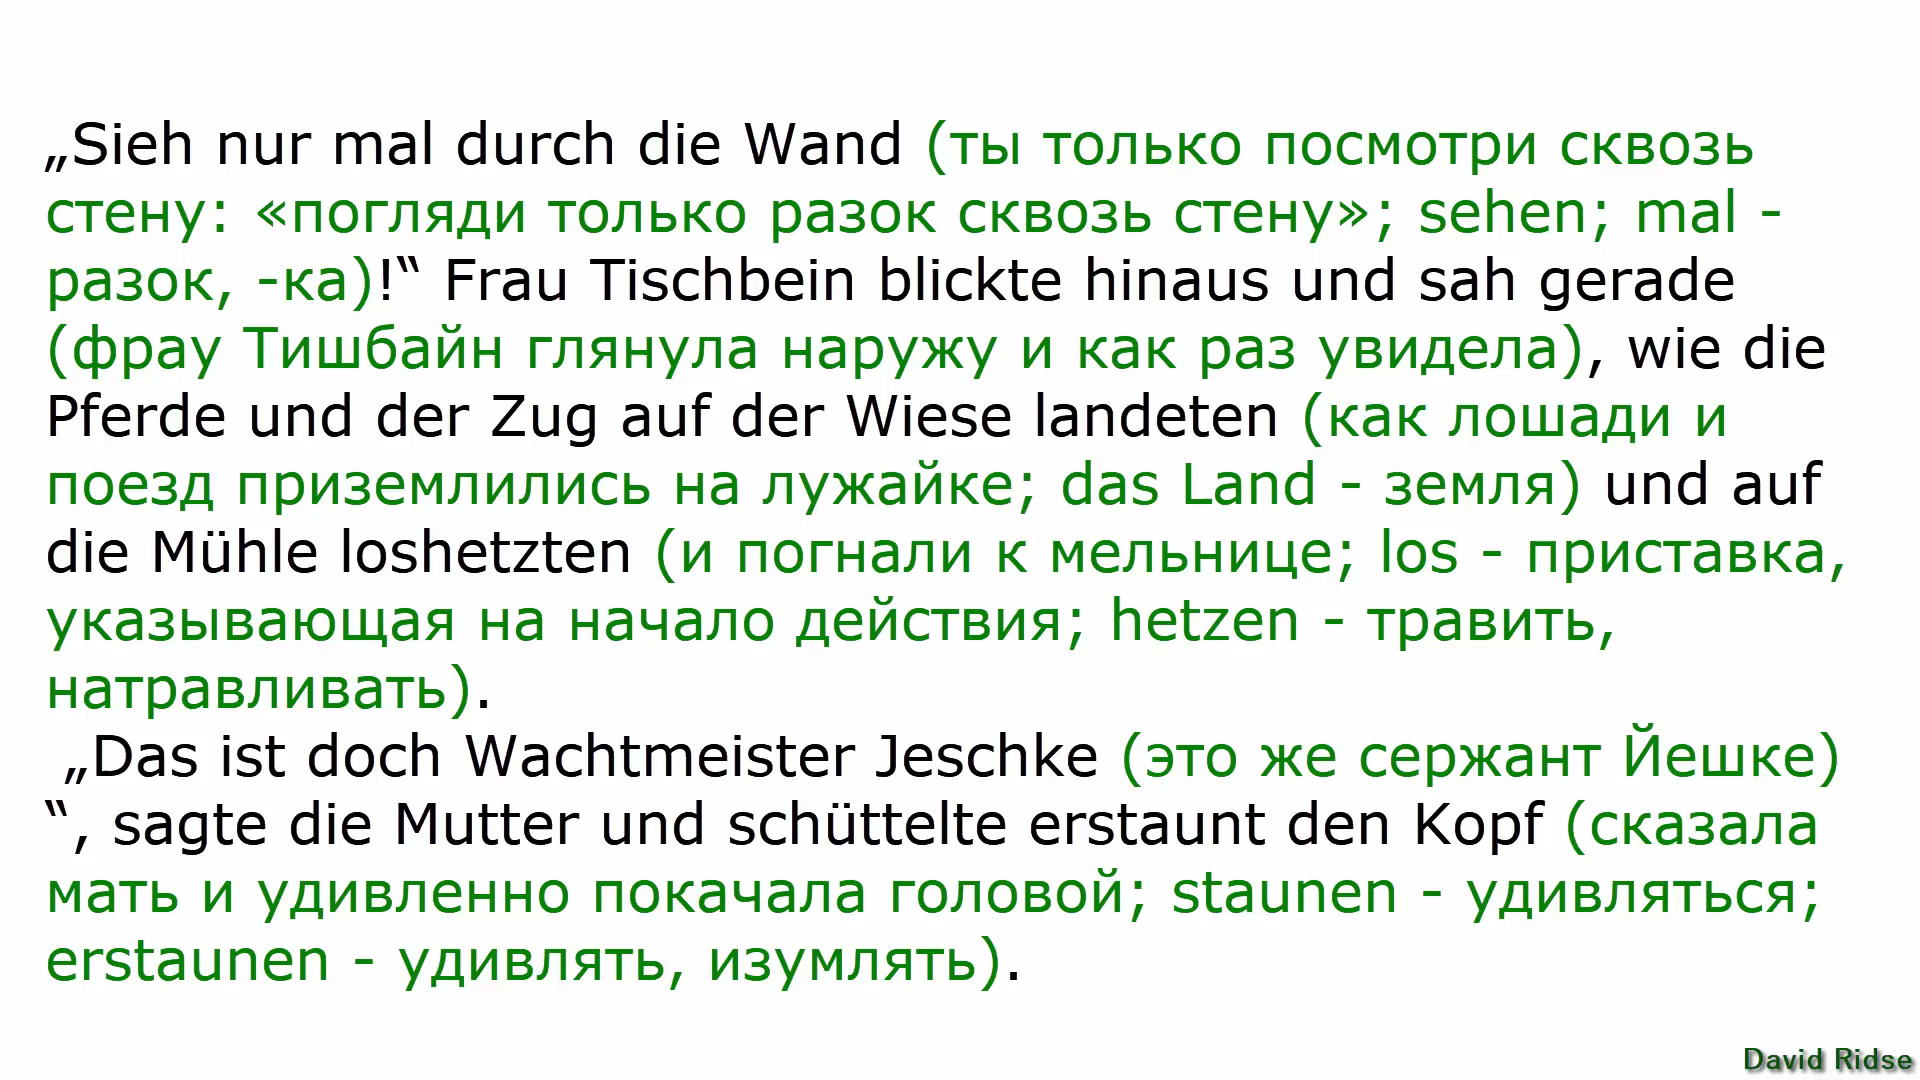 „Sieh nur mal durch die Wand (ты только посмотри сквозь
стену: «погляди только разок сквозь стену»; sehen; mal -
разок, -ка)!“ Frau Tischbein blickte hinaus und sah gerade
(фрау Тишбайн глянула наружу и как раз увидела), wie die
Pferde und der Zug auf der Wiese landeten (как лошади и
поезд приземлились на лужайке; das Land - земля) und auf
die Mühle loshetzten (и погнали к мельнице; los - приставка,
указывающая на начало действия; hetzen - травить,
натравливать).
„Das ist doch Wachtmeister Jeschke (это же сержант Йешке)
“, sagte die Mutter und schüttelte erstaunt den Kopf (сказала
мать и удивленно покачала головой; staunen - удивляться;
erstaunen - удивлять, изумлять).
David Ridse